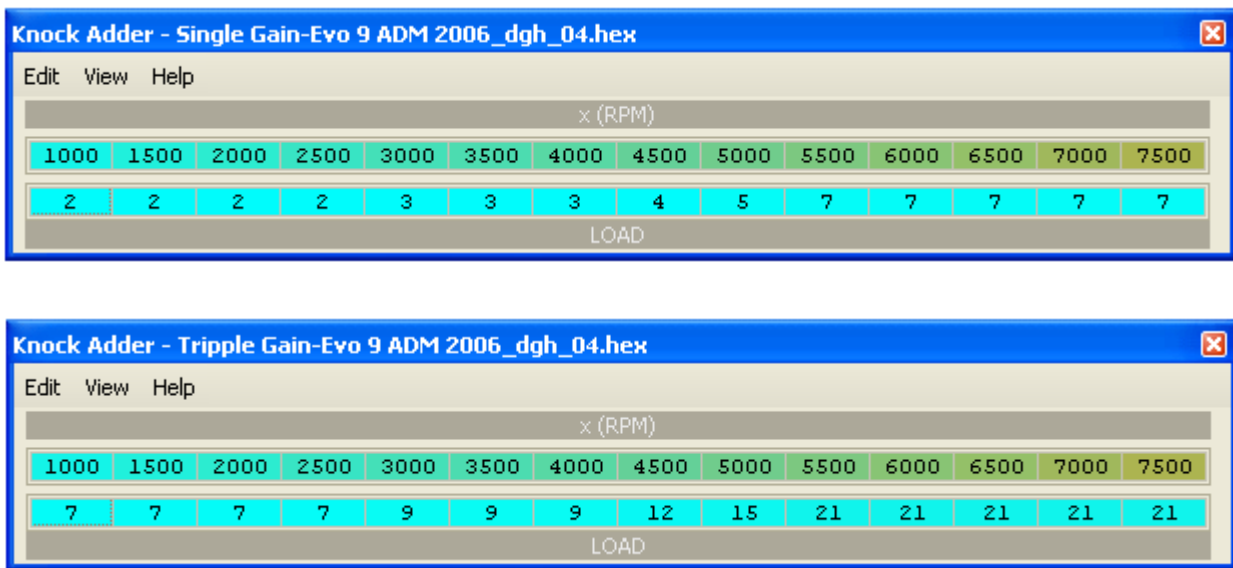 Knock Adder - Single Gain-Evo 9 ADM 2006_dgh_04.hex
Edit View Help
x (RPM)
1000 1500 2000 2500 3000 3500 4000 4500 5000 5500 6000 6500 7000 7500
2 2 2 2 3 3 3 4 5 7 7 7 7 7
LOAD
Knock Adder - Tripple Gain-Evo 9 ADM 2006_dgh_04.hex
Edit View Help
x (RPM)
1000 1500 2000 2500 3000 3500 4000 4500 5000 5500 6000 6500 7000 7500
7 7 7 7 9 9 9 12 15 21 21 21 21 21
LOAD